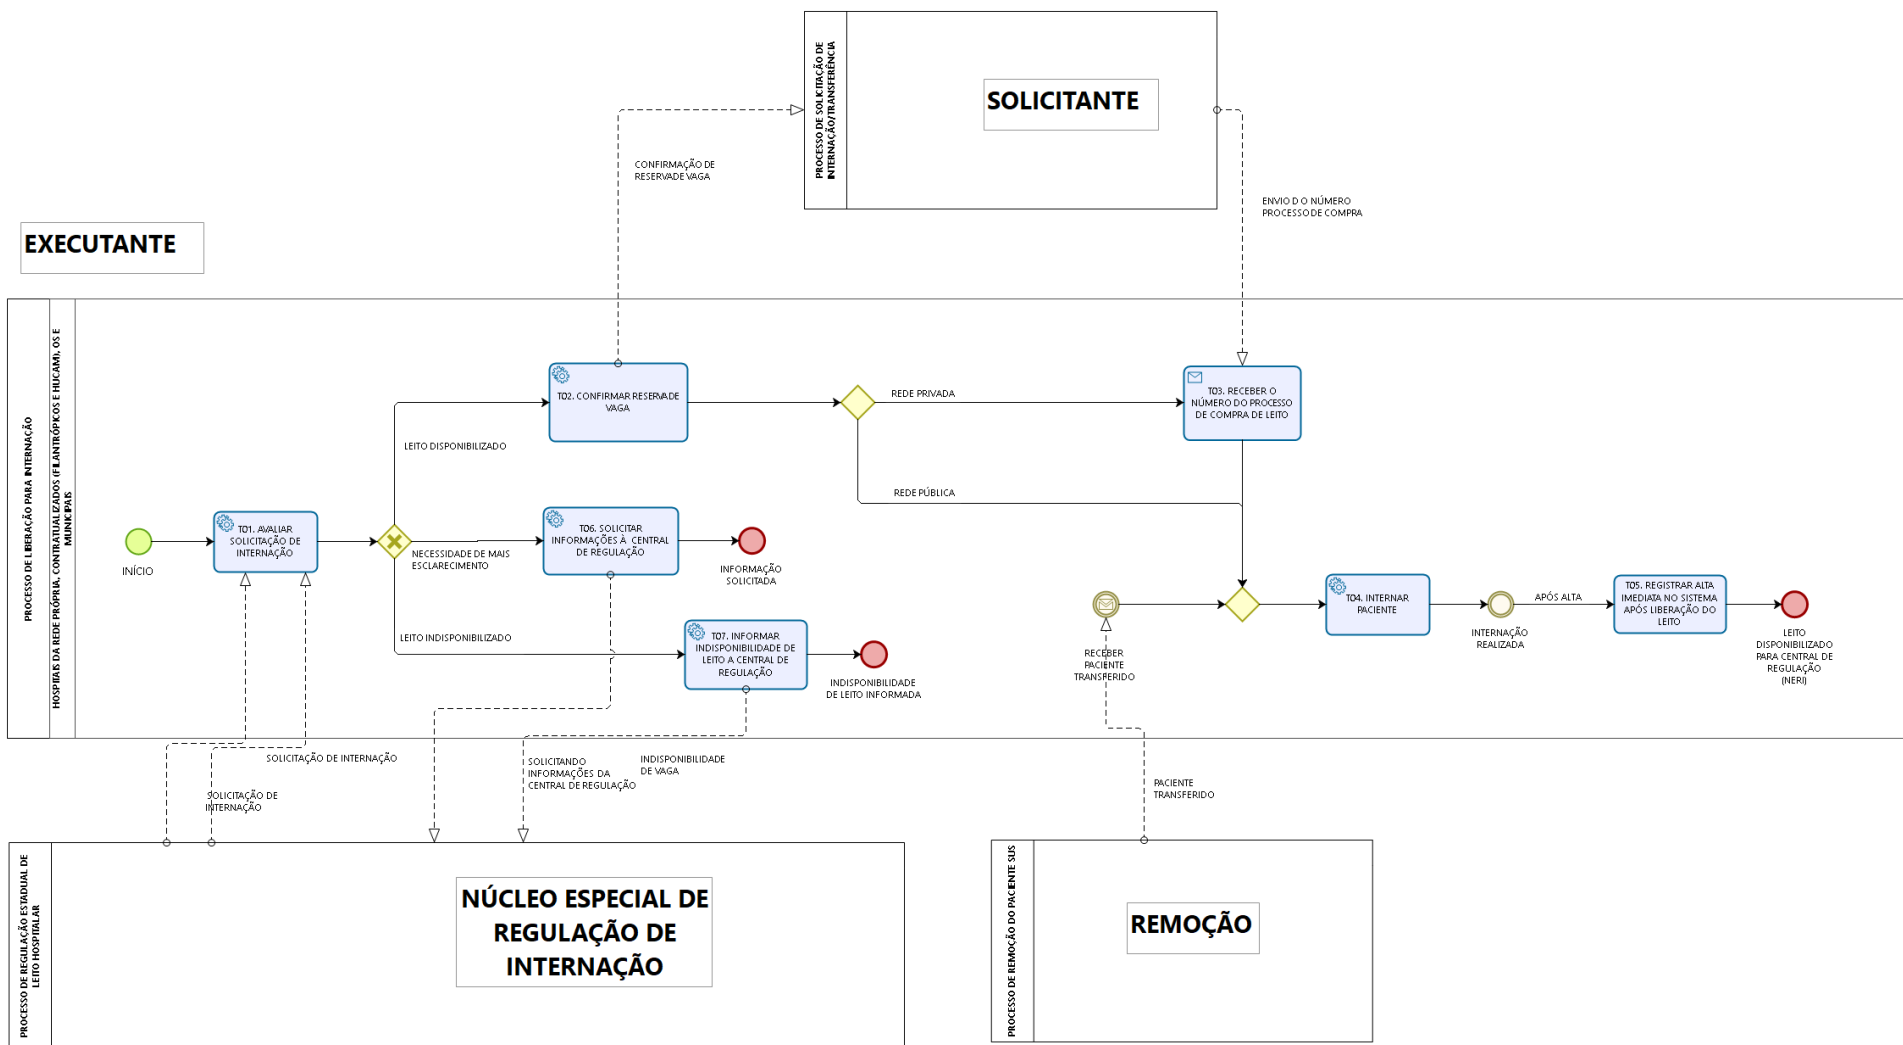 PROCESSO DE SOLICITAÇÃO DE
INTERNAÇÃO/TRANSFERÊNCIA
SOLICITANTE
CONFIRMAÇÃO DE
RESERVADE VAGA
ENVIO D O NÚMERO
PROCESSO DE COMPRA
EXECUTANTE
PROCESSO DE LIBERAÇÃO PARA INTERNAÇÃO
HOSPITAIS DA REDE PRÓPRIA, CONTRATUALIZADOS (FILANTRÓPICOS E HUCAM), OS E
MUNICIPAIS
T02. CONFIRMAR RESERVADE
VAGA
REDE PRIVADA
T03. RECEBER O
NÚMERO DO PROCESSO
DE COMPRA DE LEITO
LEITO DISPONIBILIZADO
REDE PÚBLICA
INÍCIO
T01. AVALIAR
SOLICITAÇÃO DE
INTERNAÇÃO
NECESSIDADE DE MAIS
ESCLARECIMENTO
T06. SOLICITAR
INFORMAÇÕES À CENTRAL
DE REGULAÇÃO
INFORMAÇÃO
SOLICITADA
LEITO INDISPONIBILIZADO
T07. INFORMAR
INDISPONIBILIDADE DE
LEITO A CENTRAL DE
REGULAÇÃO
INDISPONIBILIDADE
DE LEITO INFORMADA
RECEBER
PACIENTE
TRANSFERIDO
T04. INTERNAR
PACIENTE
INTERNAÇÃO
REALIZADA
APÓS ALTA
T05. REGISTRAR ALTA
IMEDIATA NO SISTEMA
APÓS LIBERAÇÃO DO
LEITO
LEITO
DISPONIBILIZADO
PARA CENTRAL DE
REGULAÇÃO
(NERI)
SOLICITAÇÃO DE INTERNAÇÃO
SOLICITAÇÃO DE
INTERNAÇÃO
SOLICITANDO
INFORMAÇÕES DA
CENTRAL DE REGULAÇÃO
INDISPONIBILIDADE
DE VAGA
PACIENTE
TRANSFERIDO
PROCESSO DE REGULAÇÃO ESTADUAL DE
LEITO HOSPITALAR
NÚCLEO ESPECIAL DE
REGULAÇÃO DE
INTERNAÇÃO
PROCESSO DE REMOÇÃO DO PACIENTE SUS
REMOÇÃO